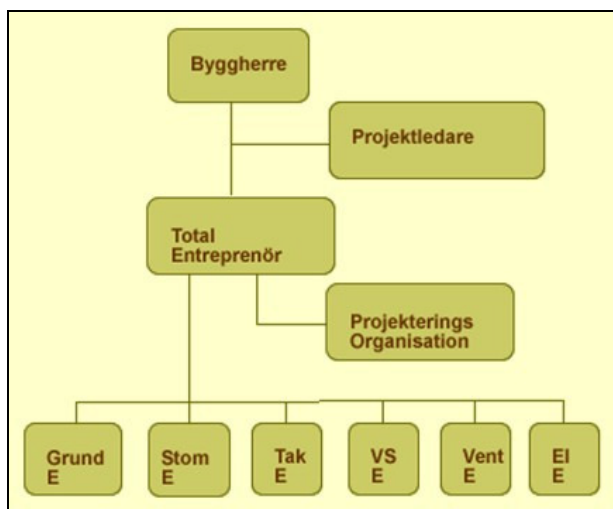 Byggherre
Projektledare
Total
Entreprenör
Projekterings
Organisation
Grund
E
Stom
E
Tak
E
VS
E
Vent
E
El
E